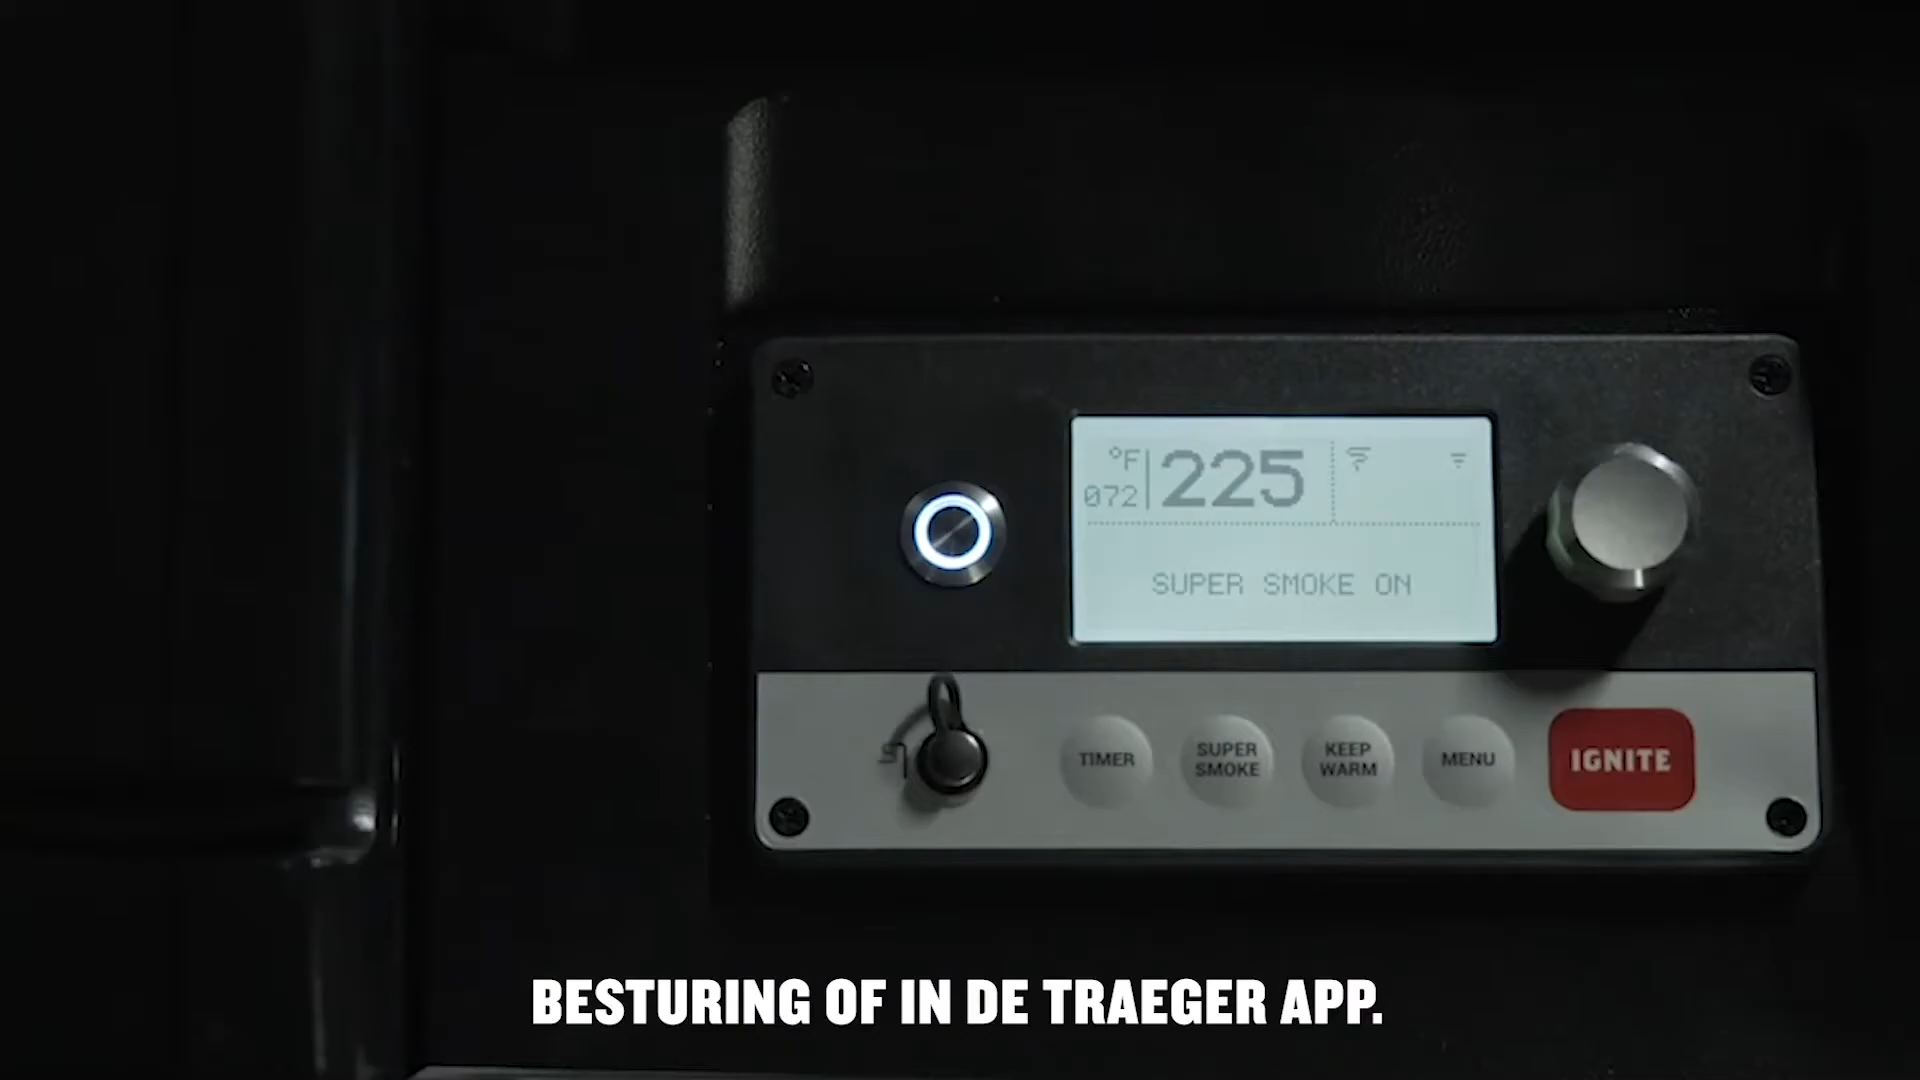 °F 225
072
SUPER SMOKE ON
TIMER
SUPER
SMOKE
KEEP
WARM
MENU
IGNITE
BESTURING OF IN DE TRAEGER APP.